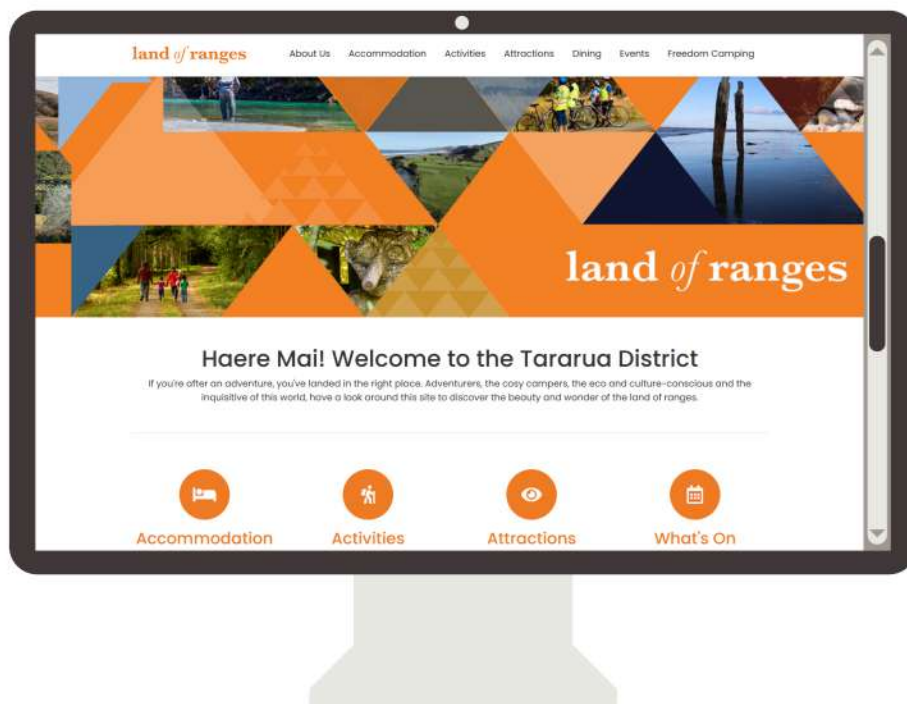 land of ranges
About Us Accommodation Activities Attractions Dining Events Freedom Camping
land of ranges
Haere Mai! Welcome to the Tararua District
If you're after an adventure, you've landed in the right place. Adventurers, the cosy campers, the eco and culture-conscious and the
inquisitive of this world, have a look around this site to discover the beauty and wonder of the land of ranges.
Accommodation Activities Attractions What's On